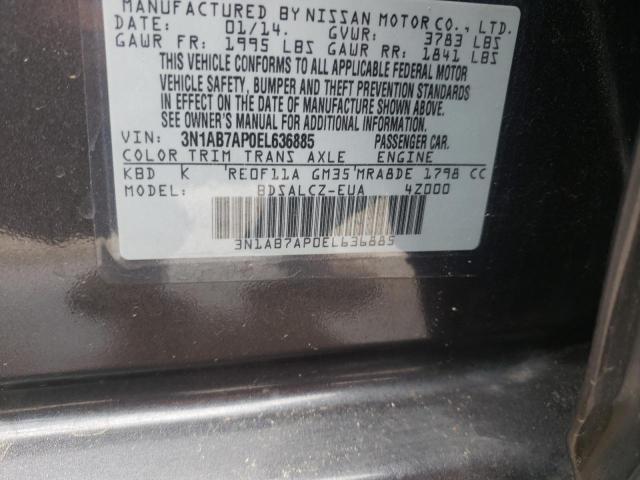 MANUFACTURED BY NISSAN MOTOR CO., LTD.
DATE: 01/14. GVWR: 3783 LBS
GAWR FR: 1995 LBS GAWR RR: 1841 LBS
THIS VEHICLE CONFORMS TO ALL APPLICABLE FEDERAL MOTOR
VEHICLE SAFETY, BUMPER AND THEFT PREVENTION STANDARDS
IN EFFECT ON THE DATE OF MANUFACTURE SHOWN ABOVE.
SEE OWNER'S MANUAL FOR ADDITIONAL INFORMATION.
VIN: 3N1AB7AP0EL636885 PASSENGER CAR.
COLOR TRIM TRANS AXLE ENGINE
KBD K RE0F11A GM35 MRA8DE 1798 CC
MODEL: BDSALCZ-EUA 4Z000
3N1AB7AP0EL636885